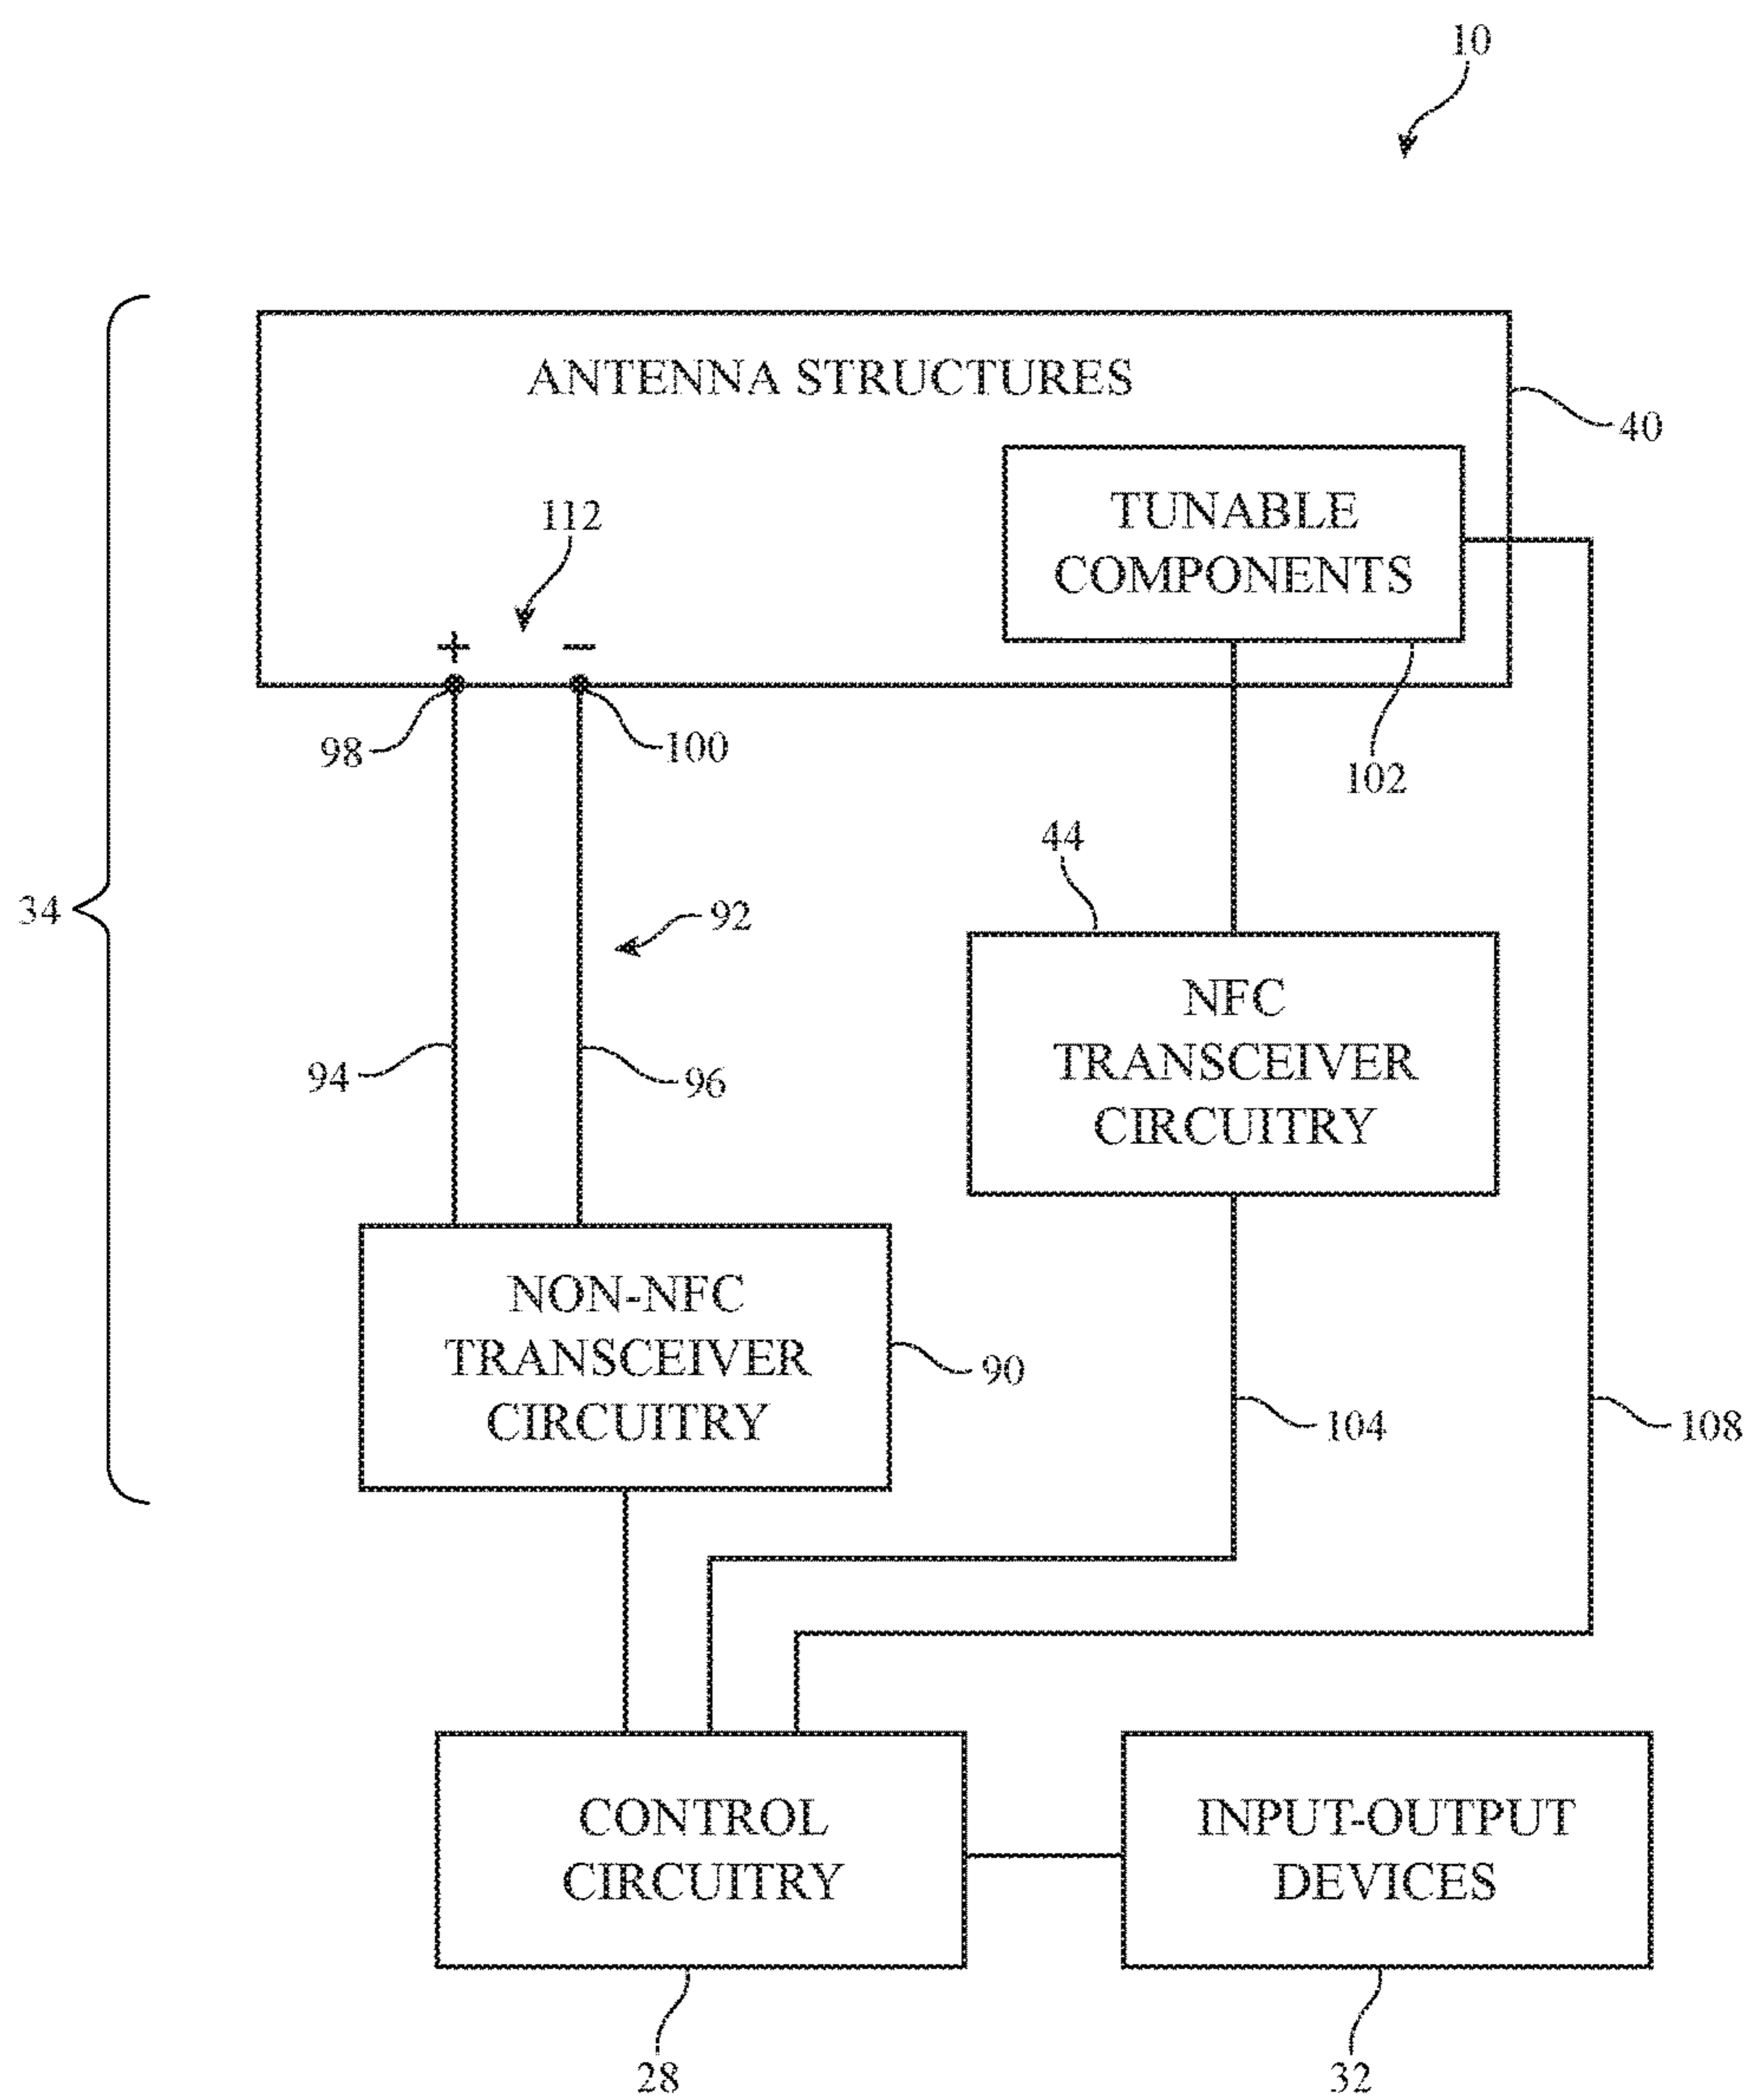 10
ANTENNA STRUCTURES
40
TUNABLE
COMPONENTS
112
+ −
98
100
102
44
34
92
NFC
TRANSCEIVER
CIRCUITRY
94
96
NON-NFC
TRANSCEIVER
CIRCUITRY
90
104
108
CONTROL
CIRCUITRY
INPUT-OUTPUT
DEVICES
28
32